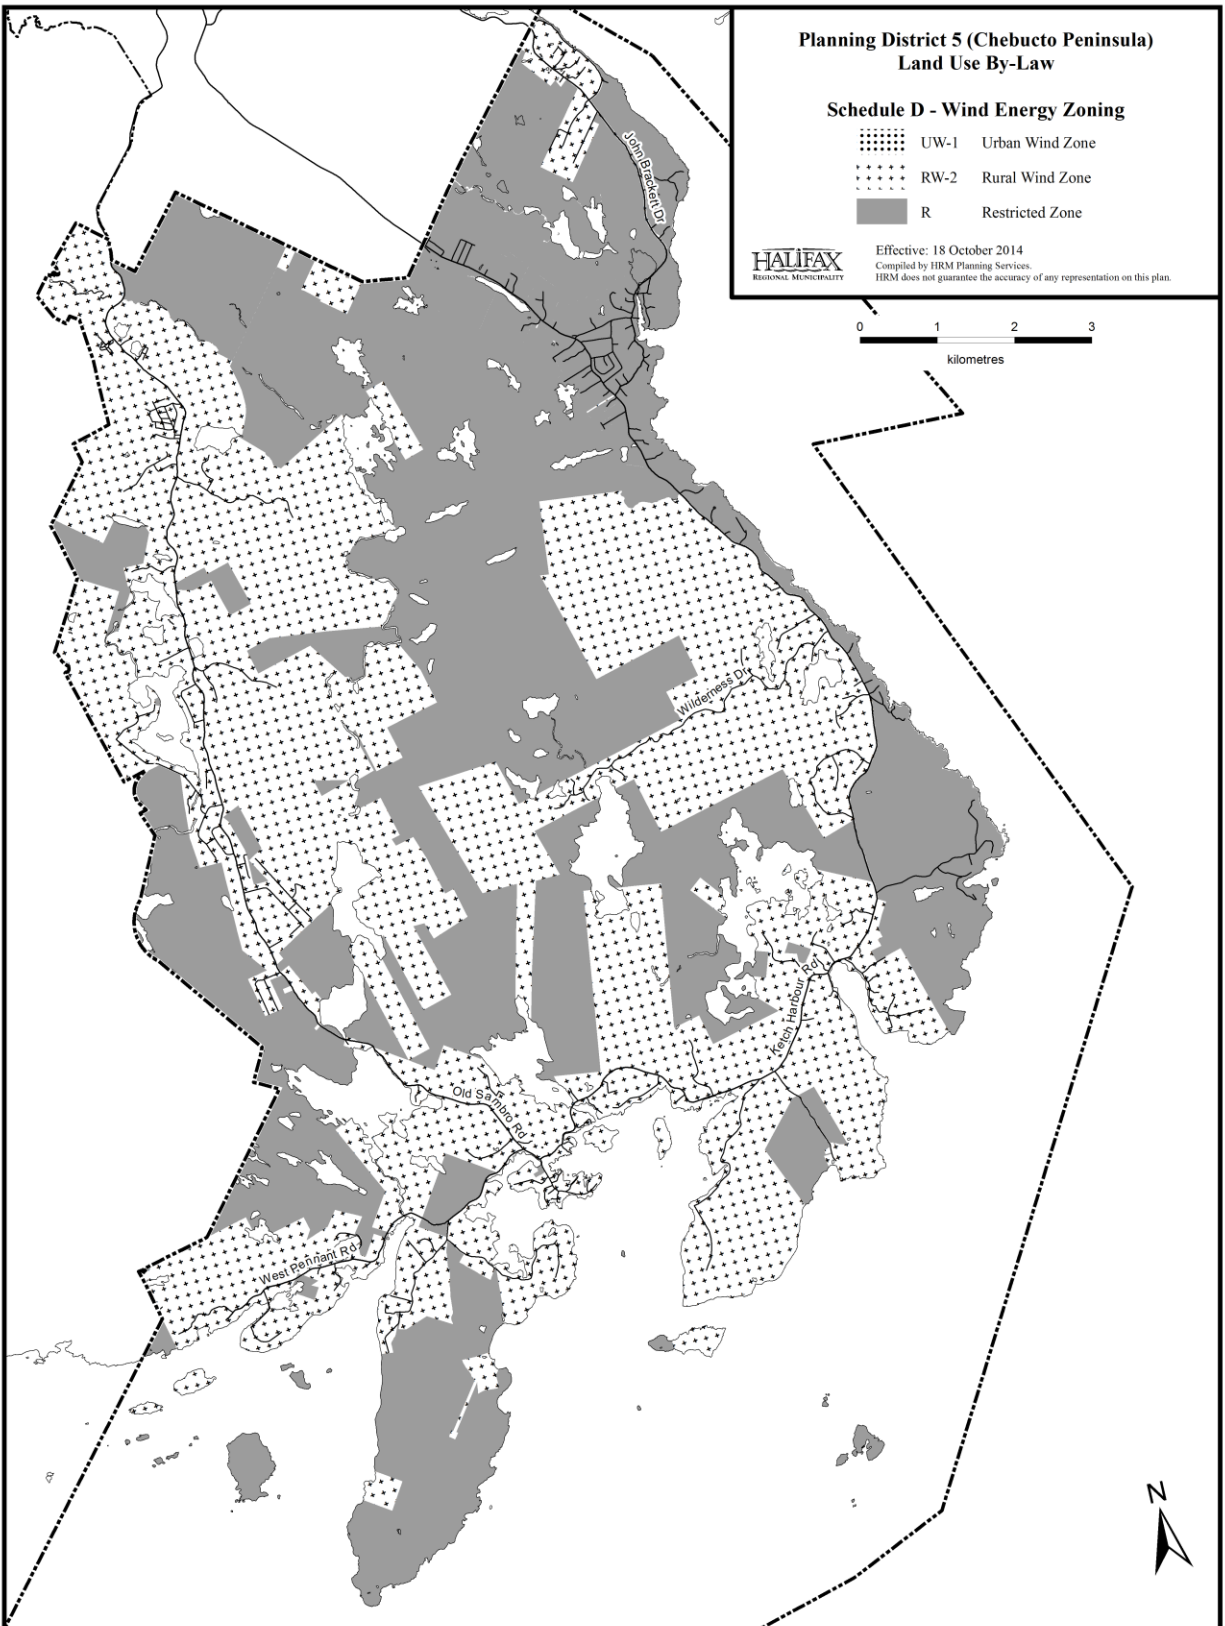 Planning District 5 (Chebucto Peninsula)
Land Use By-Law
Schedule D - Wind Energy Zoning
UW-1 Urban Wind Zone
RW-2 Rural Wind Zone
R Restricted Zone
HALIFAX
REGIONAL MUNICIPALITY
Effective: 18 October 2014
Compiled by HRM Planning Services.
HRM does not guarantee the accuracy of any representation on this plan.
0 1 2 3
kilometres
John Brackett Dr
Wilderness Dr
Ketch Harbour Rd
Old Sambro Rd
West Pennant Rd
N